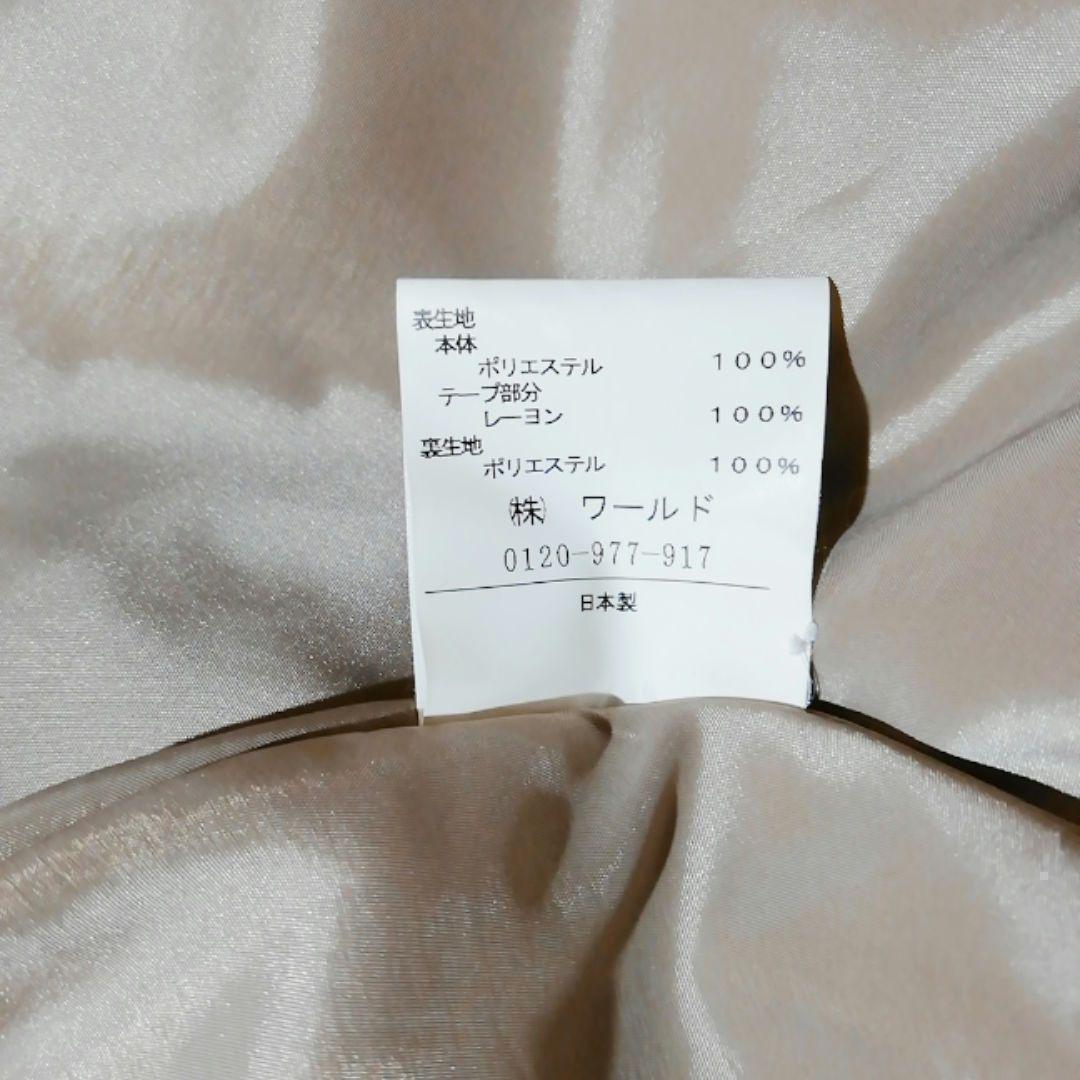 表生地
本体
ポリエステル 100%
テープ部分
レーヨン 100%
裏生地
ポリエステル 100%
㈱ ワールド
0120-977-917
日本製